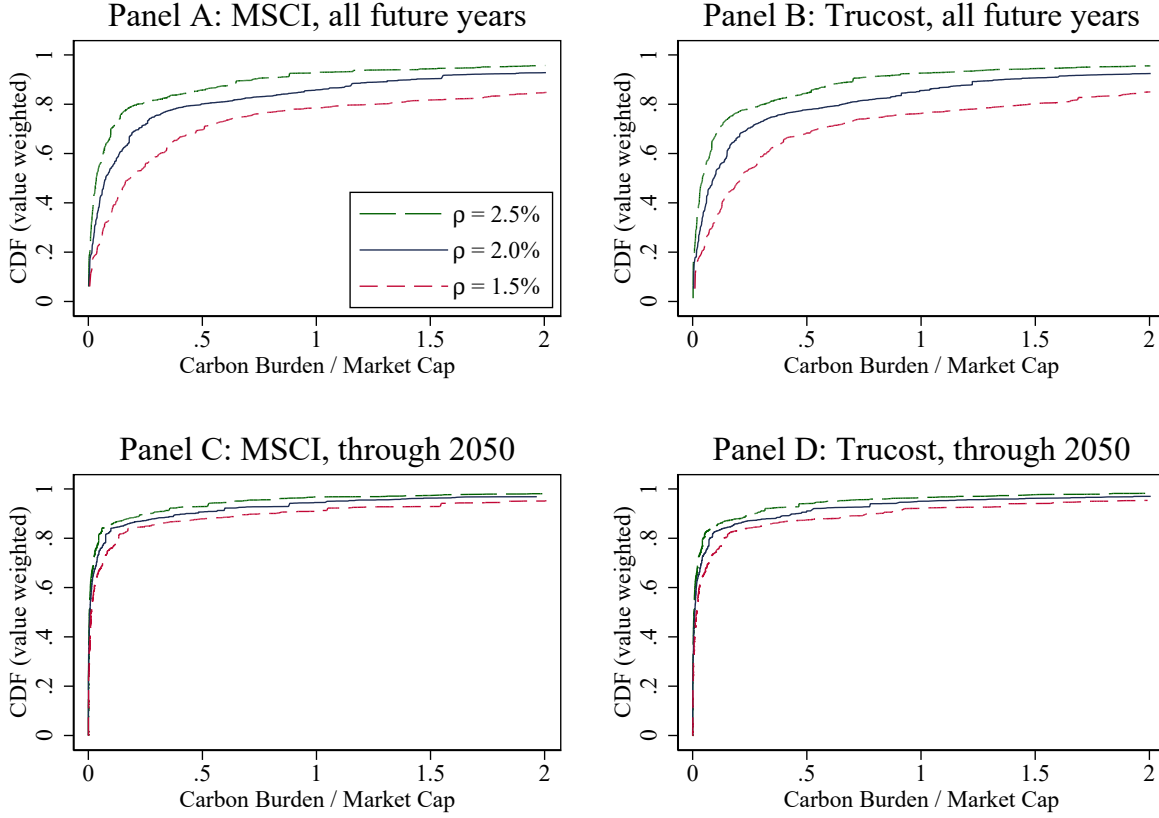 Panel A: MSCI, all future years
CDF (value weighted)
0 .2 .4 .6 .8 1
ρ = 2.5%
ρ = 2.0%
ρ = 1.5%
0 .5 1 1.5 2
Carbon Burden / Market Cap
Panel B: Trucost, all future years
CDF (value weighted)
0 .2 .4 .6 .8 1
0 .5 1 1.5 2
Carbon Burden / Market Cap
Panel C: MSCI, through 2050
CDF (value weighted)
0 .2 .4 .6 .8 1
0 .5 1 1.5 2
Carbon Burden / Market Cap
Panel D: Trucost, through 2050
CDF (value weighted)
0 .2 .4 .6 .8 1
0 .5 1 1.5 2
Carbon Burden / Market Cap